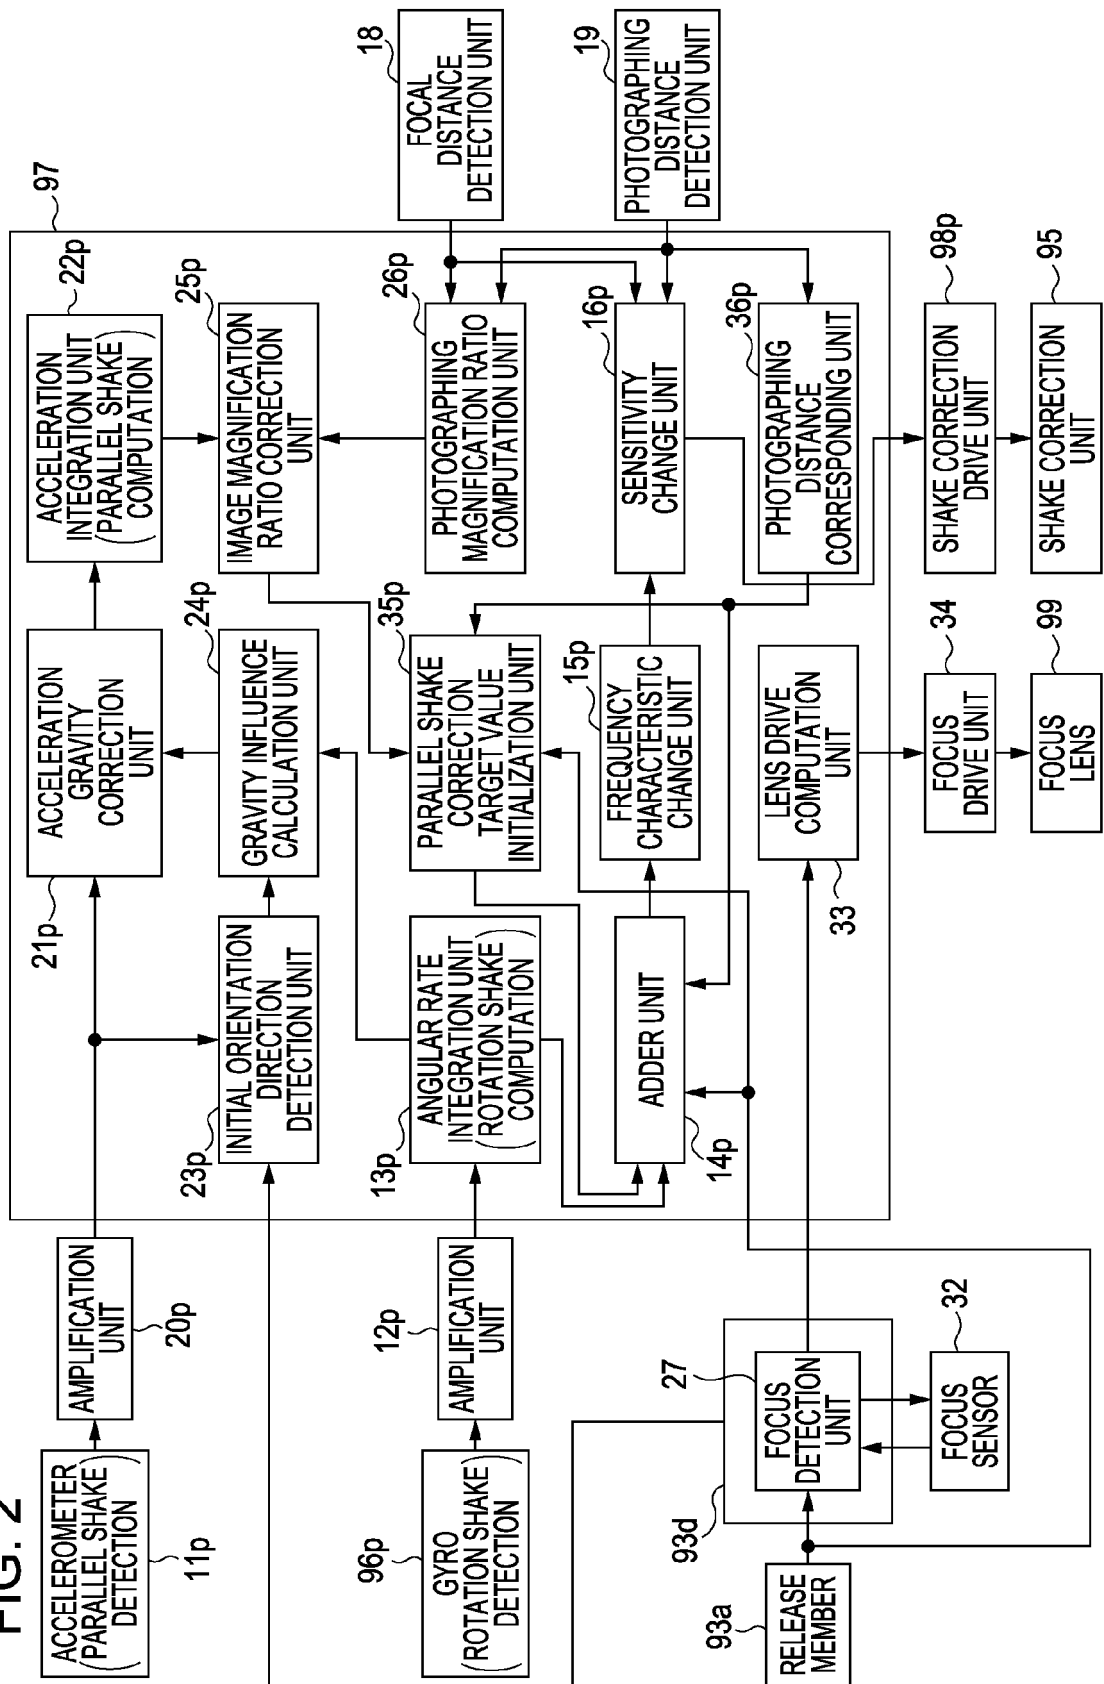 FIG. 2
ACCELEROMETER
(PARALLEL SHAKE
DETECTION)
11p
AMPLIFICATION
UNIT
20p
21p
ACCELERATION
GRAVITY
CORRECTION
UNIT
ACCELERATION
INTEGRATION UNIT
(PARALLEL SHAKE
COMPUTATION)
22p
97
23p
INITIAL ORIENTATION
DIRECTION
DETECTION UNIT
24p
GRAVITY INFLUENCE
CALCULATION UNIT
25p
IMAGE MAGNIFICATION
RATIO CORRECTION
UNIT
18
FOCAL
DISTANCE
DETECTION UNIT
96p
GYRO
(ROTATION SHAKE
DETECTION)
12p
AMPLIFICATION
UNIT
13p
ANGULAR RATE
INTEGRATION UNIT
(ROTATION SHAKE
COMPUTATION)
35p
PARALLEL SHAKE
CORRECTION
TARGET VALUE
INITIALIZATION UNIT
26p
PHOTOGRAPHING
MAGNIFICATION RATIO
COMPUTATION UNIT
19
PHOTOGRAPHING
DISTANCE
DETECTION UNIT
ADDER UNIT
14p
15p
FREQUENCY
CHARACTERISTIC
CHANGE UNIT
16p
SENSITIVITY
CHANGE UNIT
93a
RELEASE
MEMBER
93d
27
FOCUS
DETECTION
UNIT
32
FOCUS
SENSOR
33
LENS DRIVE
COMPUTATION
UNIT
36p
PHOTOGRAPHING
DISTANCE
CORRESPONDING UNIT
34
FOCUS
DRIVE UNIT
98p
SHAKE CORRECTION
DRIVE UNIT
99
FOCUS
LENS
95
SHAKE CORRECTION
UNIT